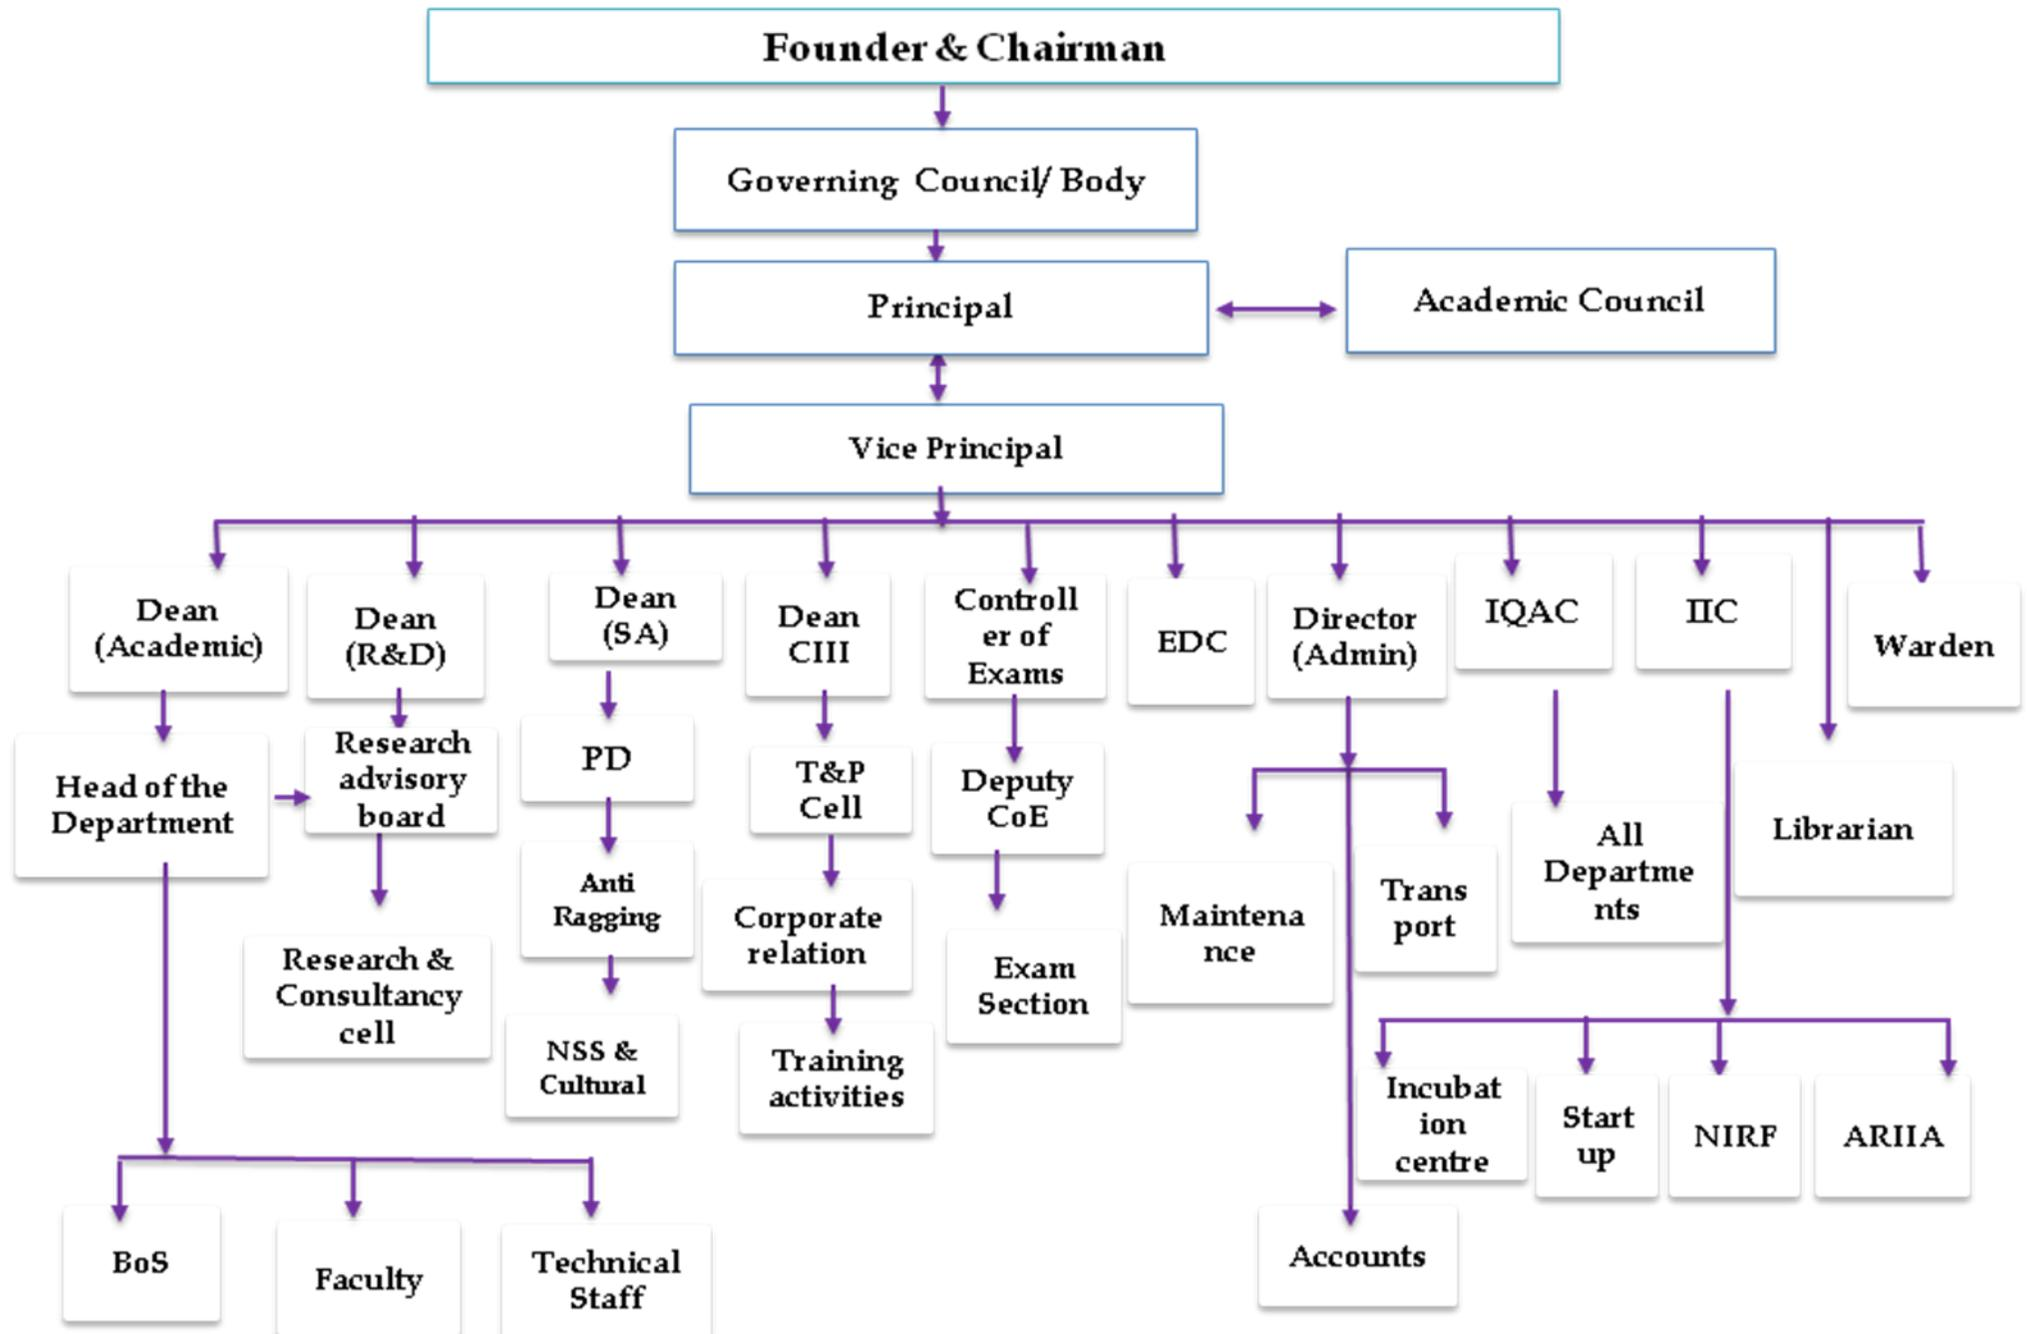 Founder & Chairman
Governing Council/ Body
Principal
Academic Council
Vice Principal
Dean
(Academic)
Dean
(R&D)
Dean
(SA)
Dean
CIII
Controll
er of
Exams
EDC
Director
(Admin)
IQAC
IIC
Warden
Head of the
Department
Research
advisory
board
PD
T&P
Cell
Deputy
CoE
Librarian
All
Departme
nts
Anti
Ragging
Corporate
relation
Maintena
nce
Trans
port
Research &
Consultancy
cell
Exam
Section
NSS &
Cultural
Training
activities
Incubat
ion
centre
Start
up
NIRF
ARIIA
BoS
Faculty
Technical
Staff
Accounts